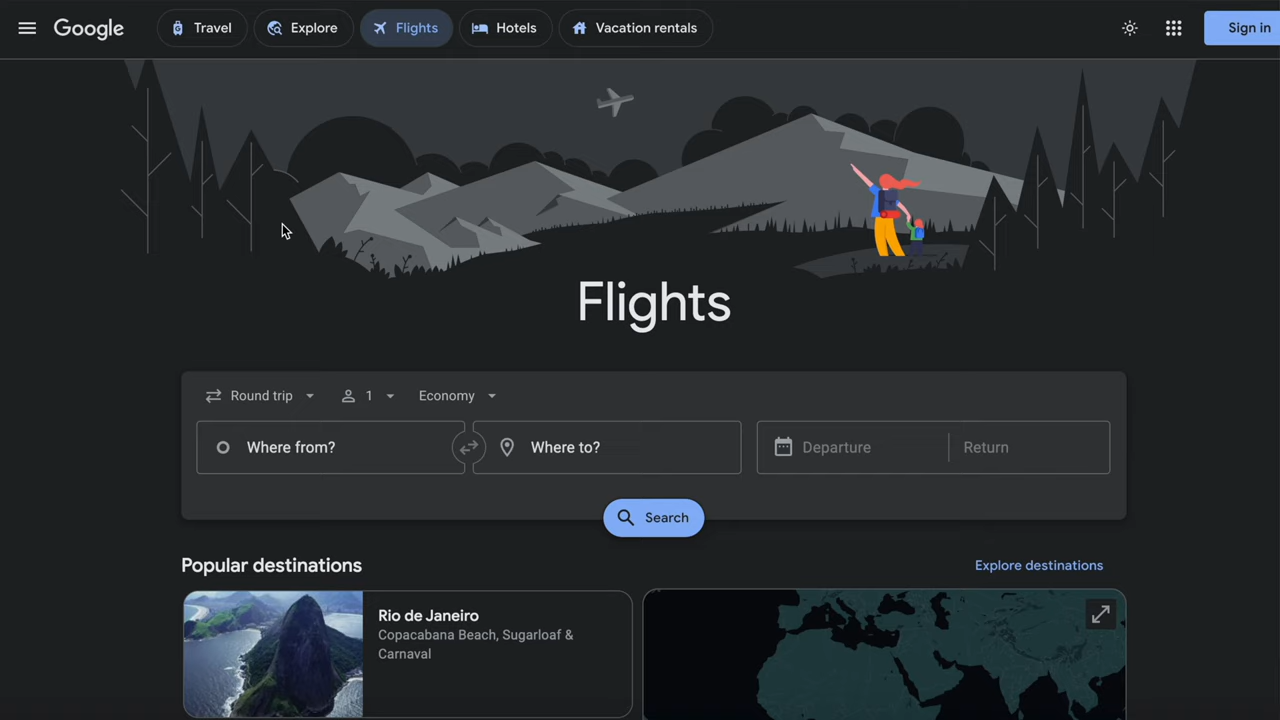 Google
Travel
Explore
Flights
Hotels
Vacation rentals
Sign in
Flights
Round trip
1
Economy
Where from?
Where to?
Departure
Return
Search
Popular destinations
Explore destinations
Rio de Janeiro
Copacabana Beach, Sugarloaf &
Carnaval